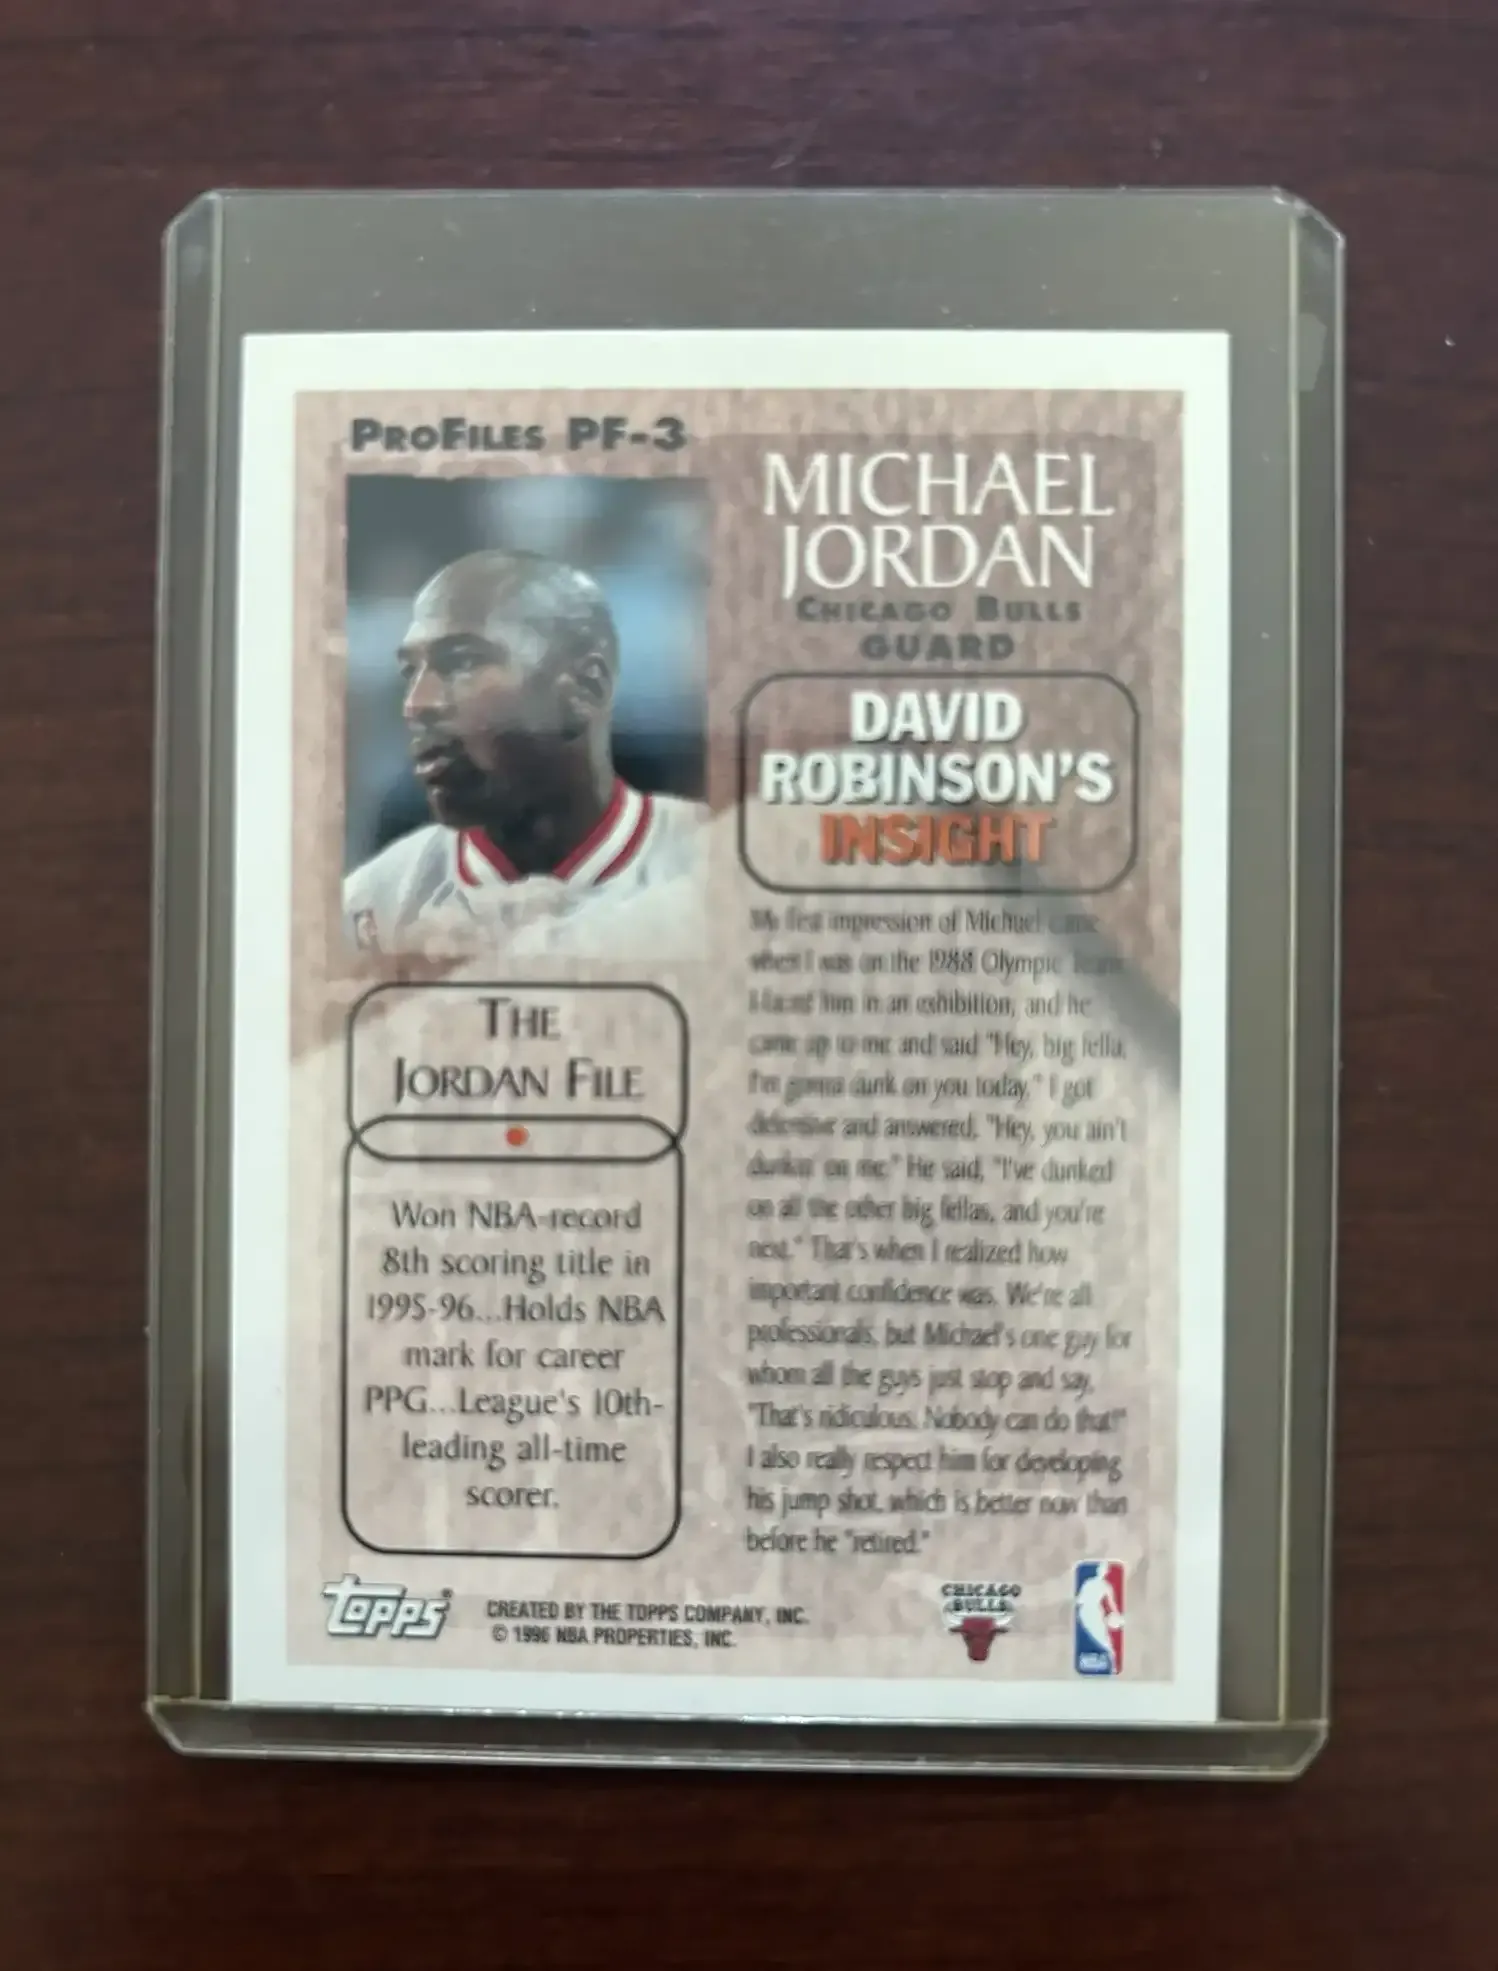 PROFILES PF-3
MICHAEL
JORDAN
CHICAGO BULLS
GUARD
DAVID
ROBINSON'S
INSIGHT
My first impression of Michael came
when I was on the 1988 Olympic Team.
I faced him in an exhibition, and he
came up to me and said "Hey, big fella,
I'm gonna dunk on you today." I got
defensive and answered, "Hey, you ain't
dunkin' on me." He said, "I've dunked
on all the other big fellas, and you're
next." That's when I realized how
important confidence was. We're all
professionals, but Michael's one guy for
whom all the guys just stop and say,
"That's ridiculous. Nobody can do that!"
I also really respect him for developing
his jump shot, which is better now than
before he "retired."
THE
JORDAN FILE
Won NBA-record
8th scoring title in
1995-96...Holds NBA
mark for career
PPG...League's 10th-
leading all-time
scorer.
Topps®
CREATED BY THE TOPPS COMPANY, INC.
© 1996 NBA PROPERTIES, INC.
CHICAGO
BULLS
NBA